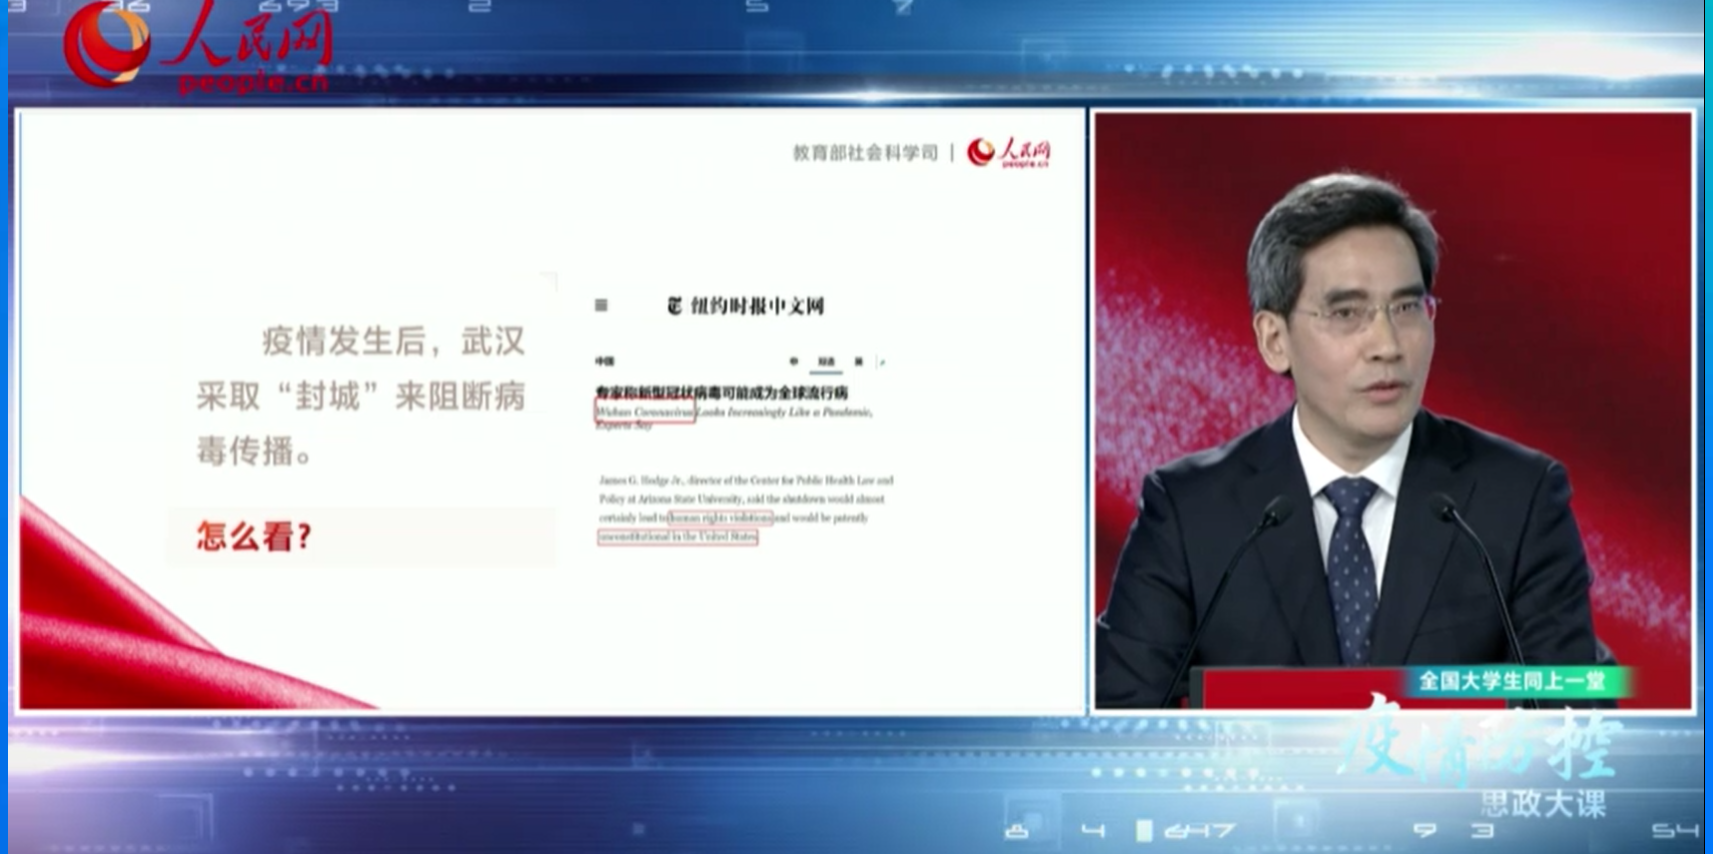 人民网
people.cn
教育部社会科学司 | 人民网
people.cn
疫情发生后，武汉
采取“封城”来阻断病
毒传播。
怎么看?
纽约时报中文网
中国
中 双语 英
专家称新型冠状病毒可能成为全球流行病
Wuhan Coronavirus Looks Increasingly Like a Pandemic,
Experts Say
James G. Hodge Jr., director of the Center for Public Health Law and
Policy at Arizona State University, said the shutdown would almost
certainly lead to human rights violations and would be patently
unconstitutional in the United States.
全国大学生同上一堂
疫情防控
思政大课